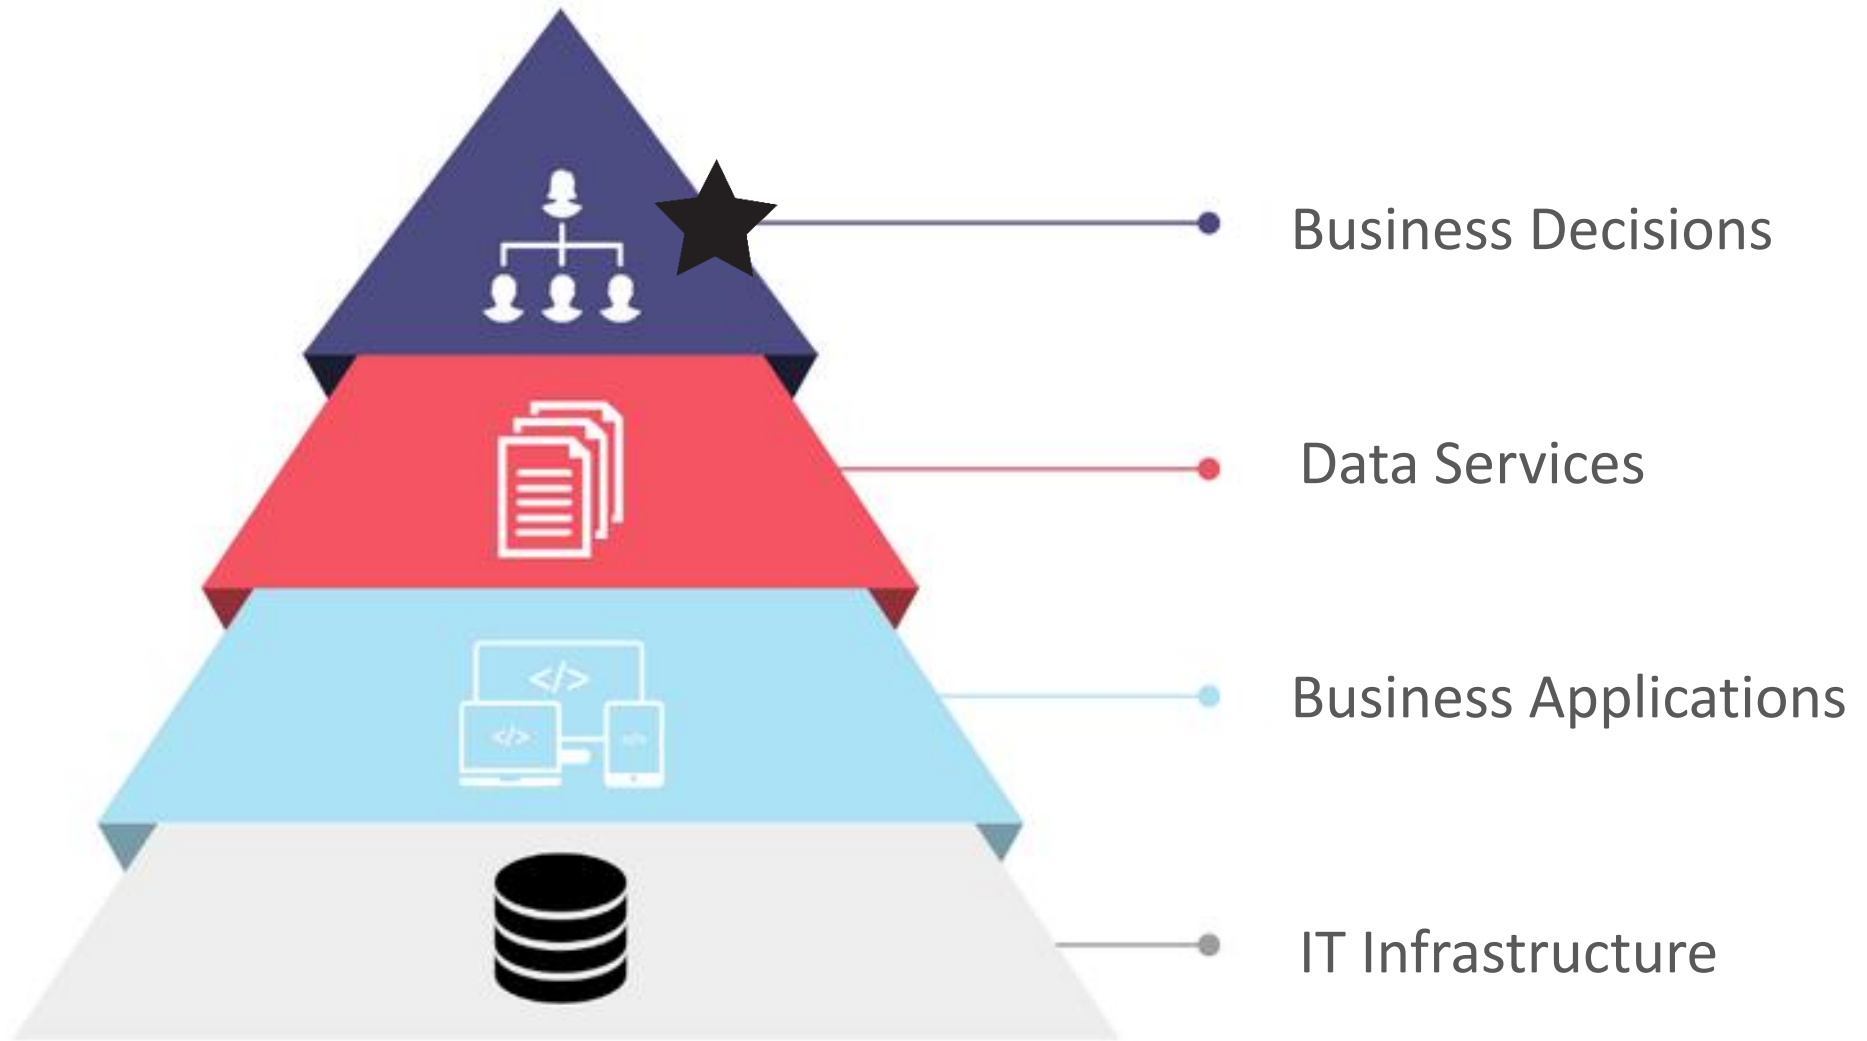 Business Decisions
Data Services
</>
Business Applications
</>
</>
IT Infrastructure